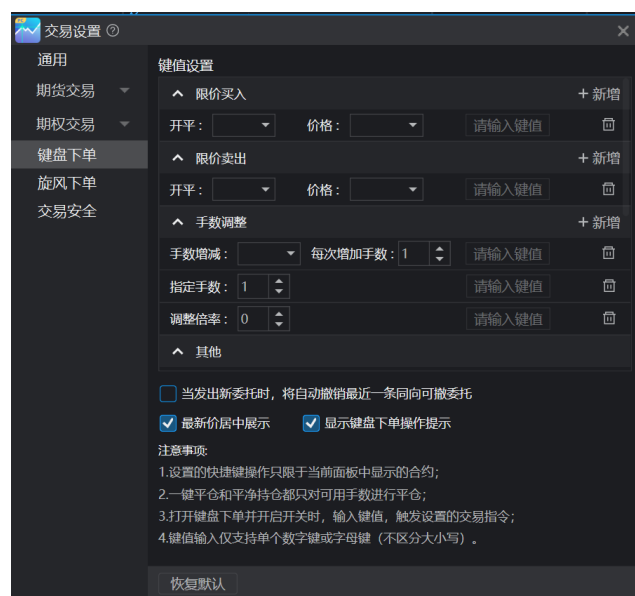 交易设置
通用
期货交易
期权交易
键盘下单
旋风下单
交易安全
键值设置
限价买入 + 新增
开平: 价格: 请输入键值
限价卖出 + 新增
开平: 价格: 请输入键值
手数调整 + 新增
手数增减: 每次增加手数: 1 请输入键值
指定手数: 1 请输入键值
调整倍率: 0 请输入键值
其他
当发出新委托时，将自动撤销最近一条同向可撤委托
最新价居中展示 显示键盘下单操作提示
注意事项:
1.设置的快捷键操作只限于当前面板中显示的合约;
2.一键平仓和平净持仓都只对可用手数进行平仓;
3.打开键盘下单并开启开关时，输入键值，触发设置的交易指令;
4.键值输入仅支持单个数字键或字母键（不区分大小写）。
恢复默认